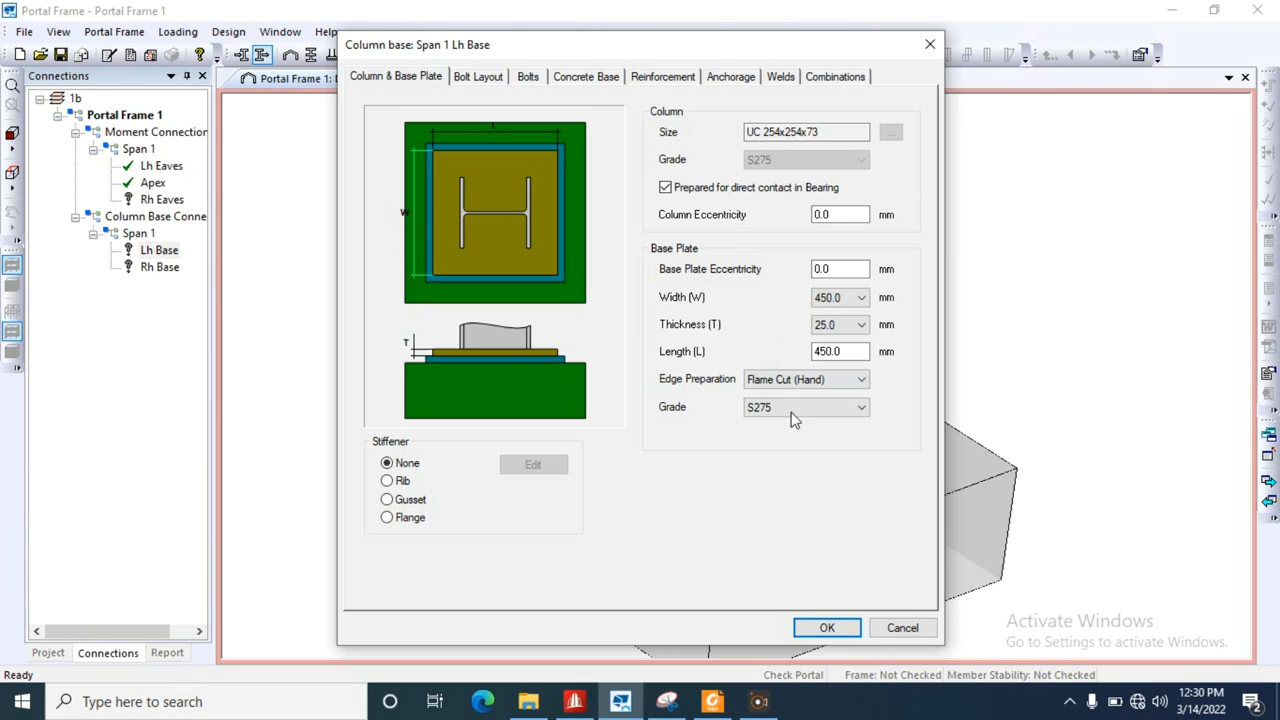 Portal Frame - Portal Frame 1
File View Portal Frame Loading Design Window Help
Connections
Portal Frame 1: D
1b
Portal Frame 1
Moment Connection
Span 1
Lh Eaves
Apex
Rh Eaves
Column Base Conne
Span 1
Lh Base
Rh Base
Project Connections Report
Column base: Span 1 Lh Base
Column & Base Plate Bolt Layout Bolts Concrete Base Reinforcement Anchorage Welds Combinations
L
W
T
Column
Size UC 254x254x73 ...
Grade S275
Prepared for direct contact in Bearing
Column Eccentricity 0.0 mm
Base Plate
Base Plate Eccentricity 0.0 mm
Width (W) 450.0 mm
Thickness (T) 25.0 mm
Length (L) 450.0 mm
Edge Preparation Flame Cut (Hand)
Grade S275
Stiffener
None Edit
Rib
Gusset
Flange
OK Cancel
Activate Windows
Go to Settings to activate Windows.
Ready Check Portal Frame: Not Checked Member Stability: Not Checked
Type here to search
12:30 PM
3/14/2022
2